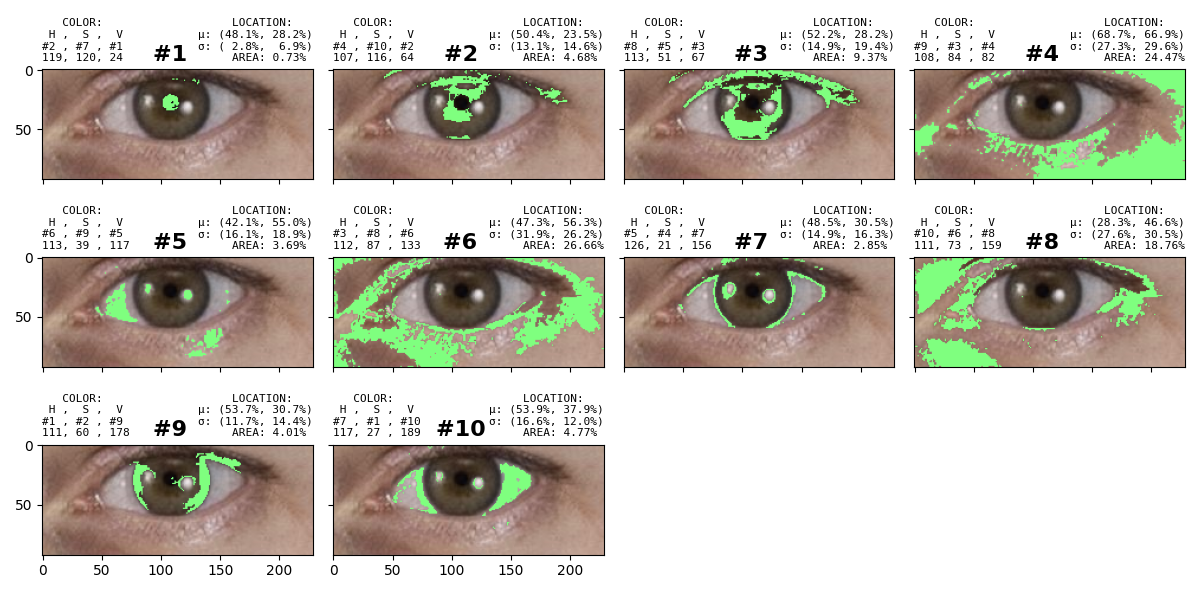 COLOR: LOCATION:
H , S , V μ: (48.1%, 28.2%)
#2 , #7 , #1 #1 σ: ( 2.8%, 6.9%)
119, 120, 24 AREA: 0.73%
COLOR: LOCATION:
H , S , V μ: (50.4%, 23.5%)
#4 , #10, #2 #2 σ: (13.1%, 14.6%)
107, 116, 64 AREA: 4.68%
COLOR: LOCATION:
H , S , V μ: (52.2%, 28.2%)
#8 , #5 , #3 #3 σ: (14.9%, 19.4%)
113, 51 , 67 AREA: 9.37%
COLOR: LOCATION:
H , S , V μ: (68.7%, 66.9%)
#9 , #3 , #4 #4 σ: (27.3%, 29.6%)
108, 84 , 82 AREA: 24.47%
0
50
COLOR: LOCATION:
H , S , V μ: (42.1%, 55.0%)
#6 , #9 , #5 #5 σ: (16.1%, 18.9%)
113, 39 , 117 AREA: 3.69%
COLOR: LOCATION:
H , S , V μ: (47.3%, 56.3%)
#3 , #8 , #6 #6 σ: (31.9%, 26.2%)
112, 87 , 133 AREA: 26.66%
COLOR: LOCATION:
H , S , V μ: (48.5%, 30.5%)
#5 , #4 , #7 #7 σ: (14.9%, 16.3%)
126, 21 , 156 AREA: 2.85%
COLOR: LOCATION:
H , S , V μ: (28.3%, 46.6%)
#10, #6 , #8 #8 σ: (27.6%, 30.5%)
111, 73 , 159 AREA: 18.76%
0
50
COLOR: LOCATION:
H , S , V μ: (53.7%, 30.7%)
#1 , #2 , #9 #9 σ: (11.7%, 14.4%)
111, 60 , 178 AREA: 4.01%
COLOR: LOCATION:
H , S , V μ: (53.9%, 37.9%)
#7 , #1 , #10 #10 σ: (16.6%, 12.0%)
117, 27 , 189 AREA: 4.77%
0
50
0 50 100 150 200
0 50 100 150 200